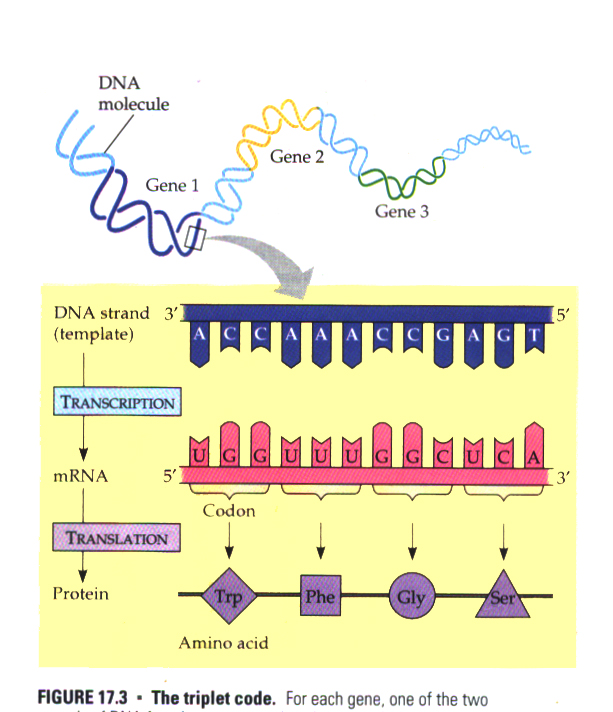 DNA
molecule
Gene 1
Gene 2
Gene 3
DNA strand 3' 5'
(template)
A C C A A A C C G A G T
TRANSCRIPTION
U G G U U U G G C U C A
mRNA 5' 3'
Codon
TRANSLATION
Protein Trp Phe Gly Ser
Amino acid
FIGURE 17.3 ▪ The triplet code. For each gene, one of the two